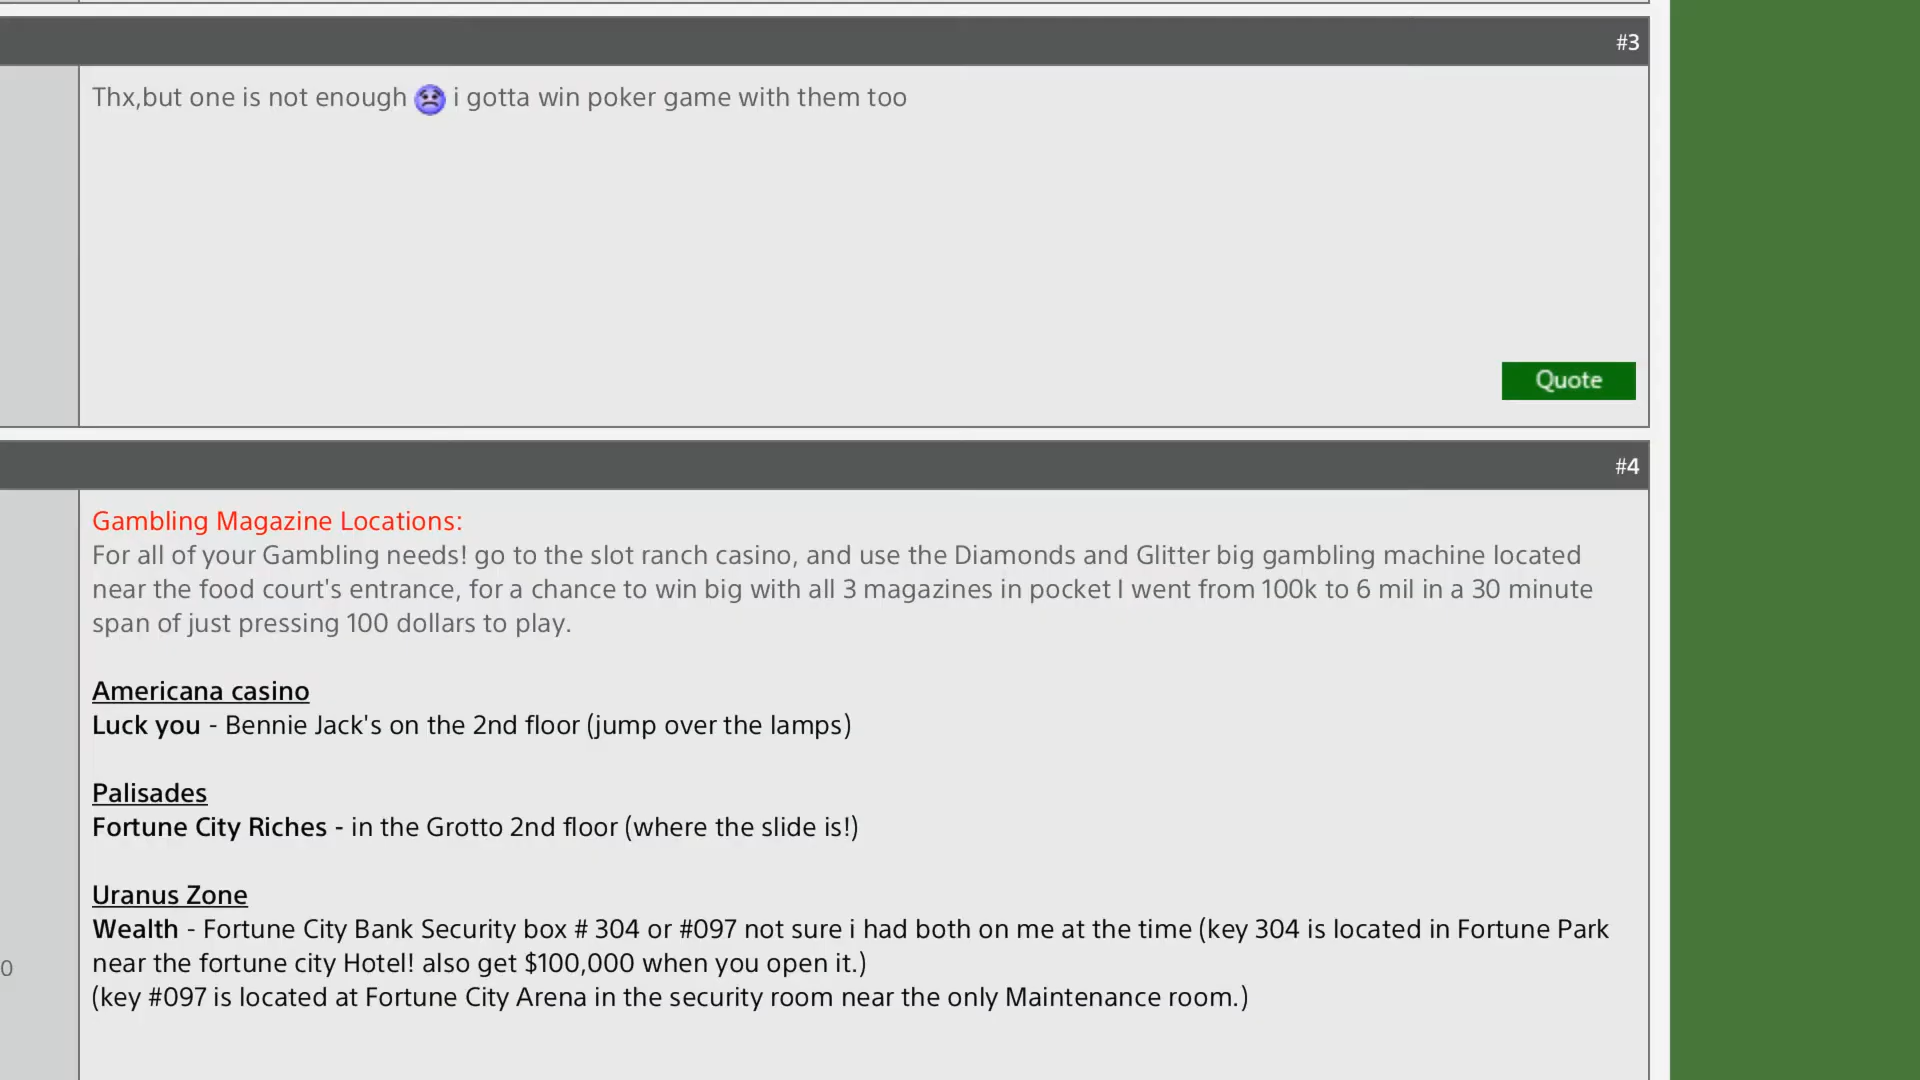 #3
Thx,but one is not enough i gotta win poker game with them too
Quote
#4
Gambling Magazine Locations:
For all of your Gambling needs! go to the slot ranch casino, and use the Diamonds and Glitter big gambling machine located
near the food court's entrance, for a chance to win big with all 3 magazines in pocket I went from 100k to 6 mil in a 30 minute
span of just pressing 100 dollars to play.
Americana casino
Luck you - Bennie Jack's on the 2nd floor (jump over the lamps)
Palisades
Fortune City Riches - in the Grotto 2nd floor (where the slide is!)
Uranus Zone
Wealth - Fortune City Bank Security box # 304 or #097 not sure i had both on me at the time (key 304 is located in Fortune Park
near the fortune city Hotel! also get $100,000 when you open it.)
0
(key #097 is located at Fortune City Arena in the security room near the only Maintenance room.)